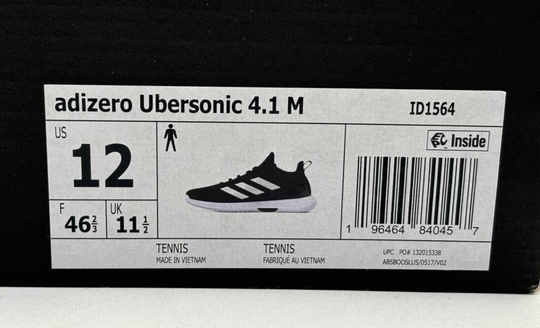 adizero Ubersonic 4.1 M ID1564
US
12
F
46⅔
UK
11½
Inside
1 96464 84045 7
TENNIS
MADE IN VIETNAM
TENNIS
FABRIQUÉ AU VIETNAM
UPC PO# 132015338
ABSBOOSLUS/0517/V02